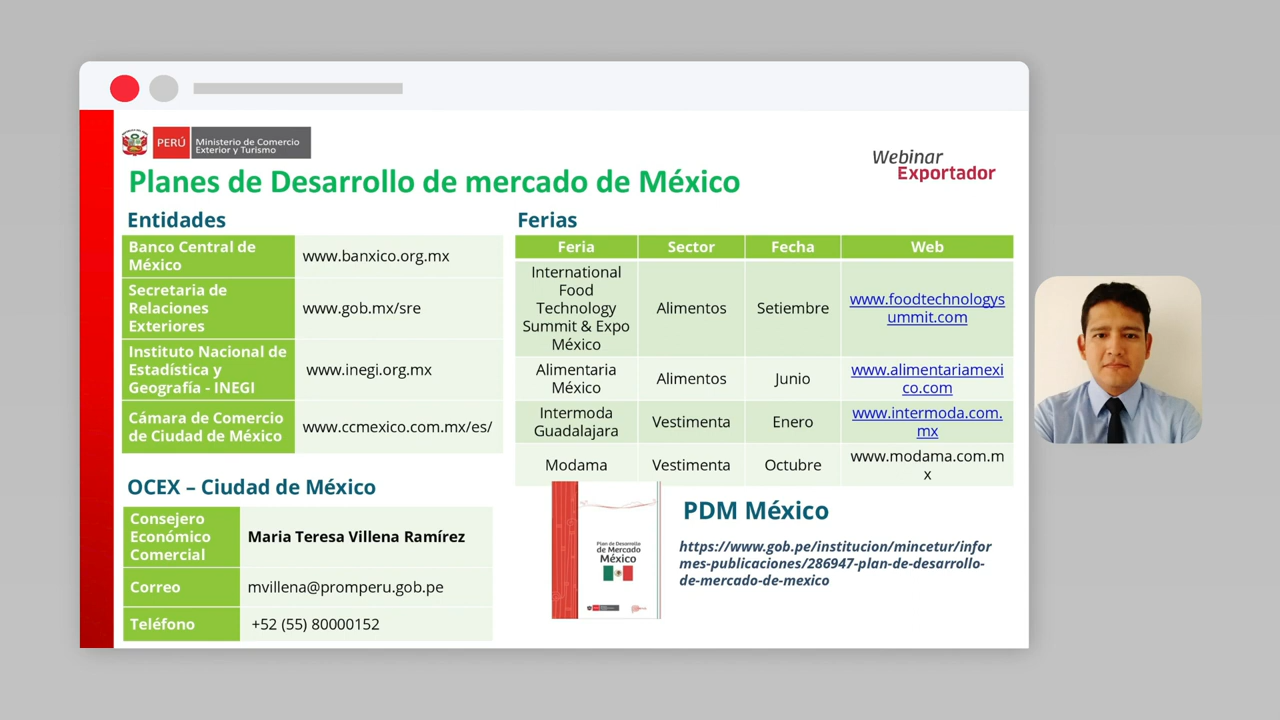 PERÚ
Ministerio de Comercio
Exterior y Turismo
Webinar
Exportador
Planes de Desarrollo de mercado de México
Entidades
Banco Central de
México
www.banxico.org.mx
Secretaria de
Relaciones
Exteriores
www.gob.mx/sre
Instituto Nacional de
Estadística y
Geografía - INEGI
www.inegi.org.mx
Cámara de Comercio
de Ciudad de México
www.ccmexico.com.mx/es/
OCEX – Ciudad de México
Consejero
Económico
Comercial
Maria Teresa Villena Ramírez
Correo
mvillena@promperu.gob.pe
Teléfono
+52 (55) 80000152
Ferias
Feria Sector Fecha Web
International
Food
Technology
Summit & Expo
México
Alimentos
Setiembre
www.foodtechnologys
ummit.com
Alimentaria
México
Alimentos
Junio
www.alimentariamexi
co.com
Intermoda
Guadalajara
Vestimenta
Enero
www.intermoda.com.
mx
Modama
Vestimenta
Octubre
www.modama.com.m
x
Plan de Desarrollo
de Mercado
México
PDM México
https://www.gob.pe/institucion/mincetur/infor
mes-publicaciones/286947-plan-de-desarrollo-
de-mercado-de-mexico